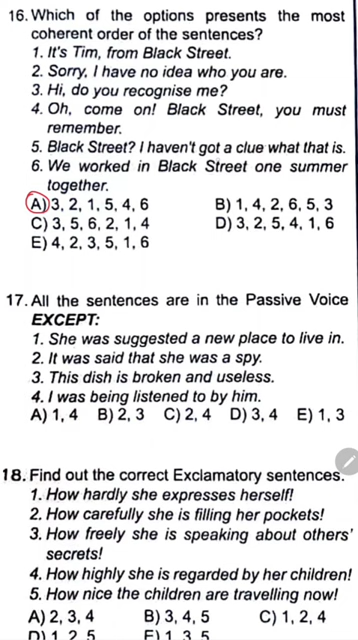 16. Which of the options presents the most
coherent order of the sentences?
1. It's Tim, from Black Street.
2. Sorry, I have no idea who you are.
3. Hi, do you recognise me?
4. Oh, come on! Black Street, you must
remember.
5. Black Street? I haven't got a clue what that is.
6. We worked in Black Street one summer
together.
A) 3, 2, 1, 5, 4, 6 B) 1, 4, 2, 6, 5, 3
C) 3, 5, 6, 2, 1, 4 D) 3, 2, 5, 4, 1, 6
E) 4, 2, 3, 5, 1, 6
17. All the sentences are in the Passive Voice
EXCEPT:
1. She was suggested a new place to live in.
2. It was said that she was a spy.
3. This dish is broken and useless.
4. I was being listened to by him.
A) 1, 4 B) 2, 3 C) 2, 4 D) 3, 4 E) 1, 3
18. Find out the correct Exclamatory sentences.
1. How hardly she expresses herself!
2. How carefully she is filling her pockets!
3. How freely she is speaking about others'
secrets!
4. How highly she is regarded by her children!
5. How nice the children are travelling now!
A) 2, 3, 4 B) 3, 4, 5 C) 1, 2, 4
D) 1, 2, 5 E) 1, 3, 5